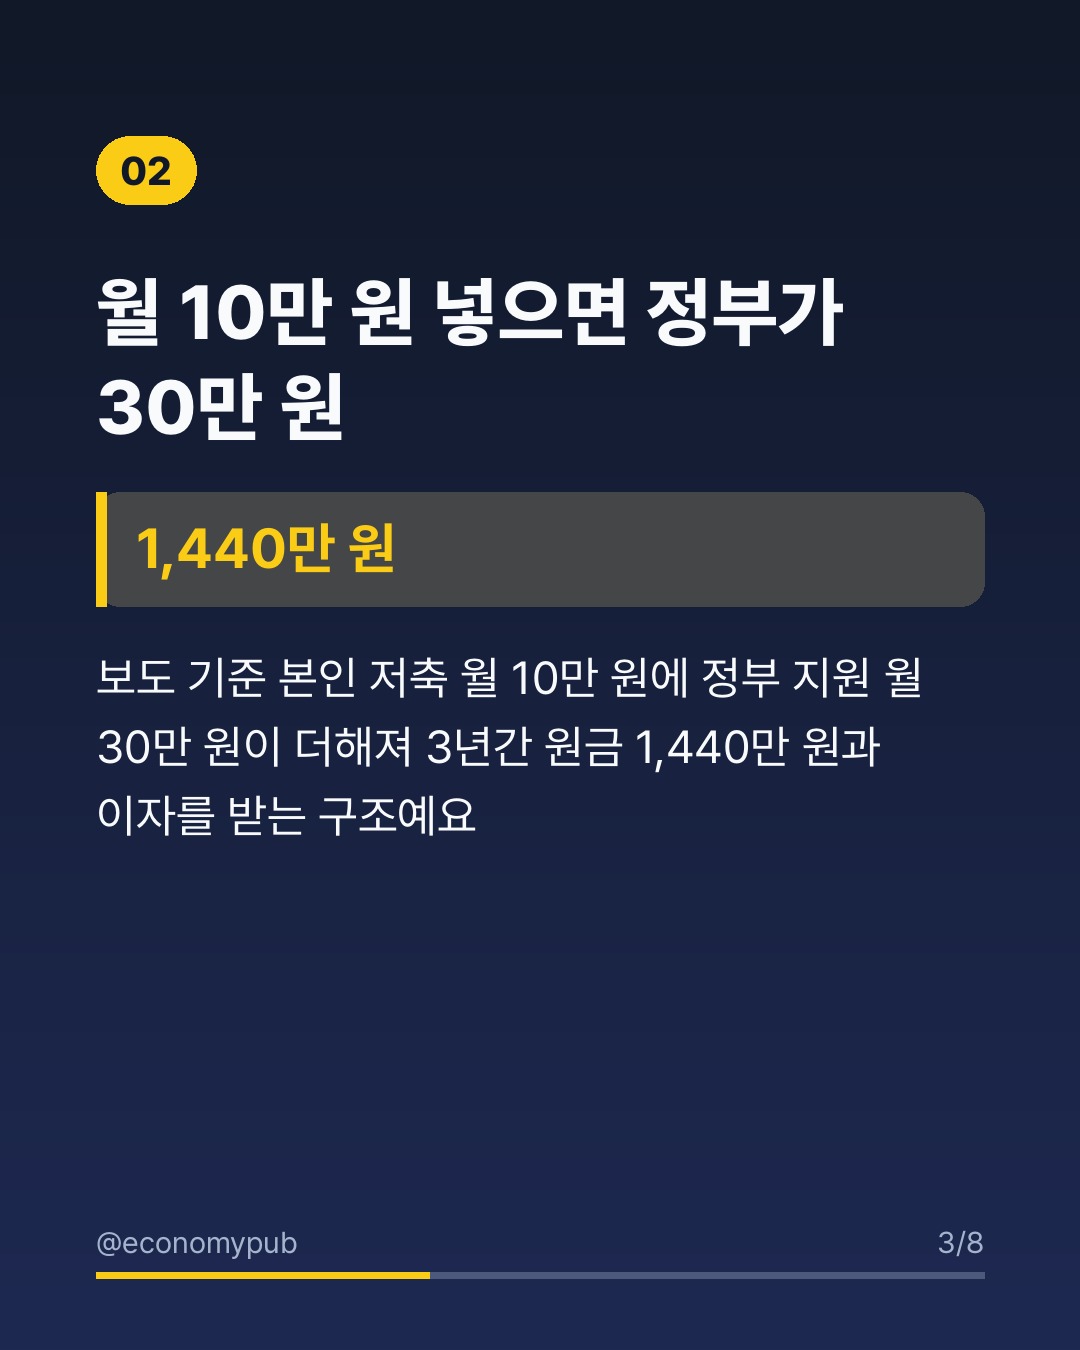 02
월 10만 원 넣으면 정부가
30만 원
1,440만 원
보도 기준 본인 저축 월 10만 원에 정부 지원 월
30만 원이 더해져 3년간 원금 1,440만 원과
이자를 받는 구조예요
@economypub 3/8